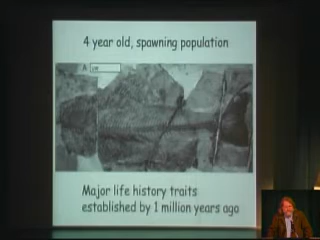 4 year old, spawning population
Major life history traits
established by 1 million years ago